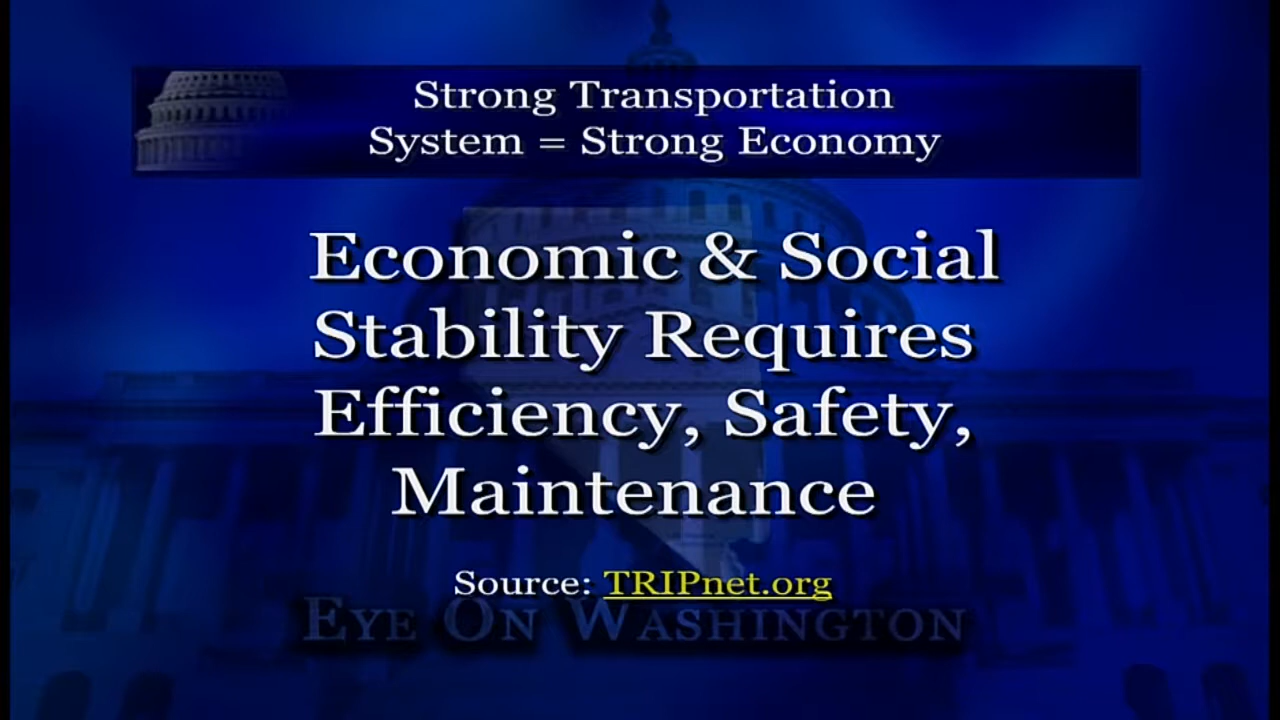 Strong Transportation
System = Strong Economy
Economic & Social
Stability Requires
Efficiency, Safety,
Maintenance
Source: TRIPnet.org
EYE ON WASHINGTON